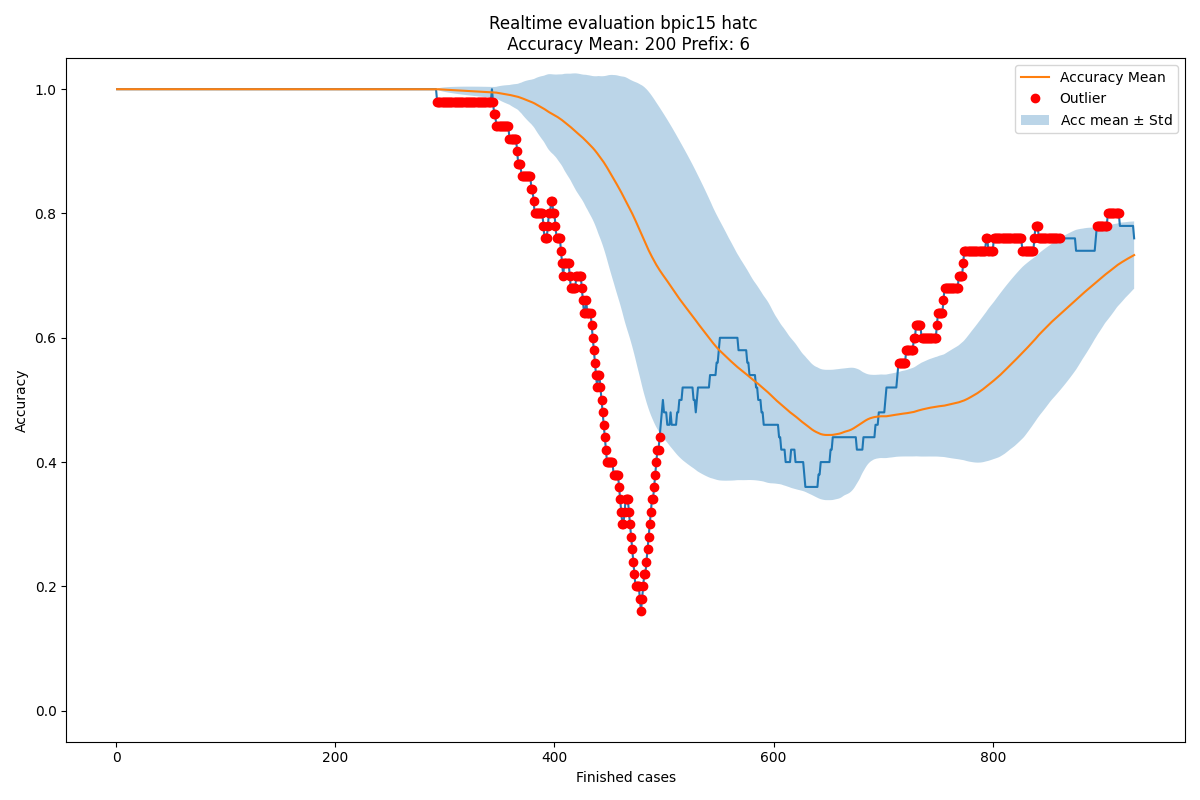 Realtime evaluation bpic15 hatc
Accuracy Mean: 200 Prefix: 6
Accuracy Mean
Outlier
Acc mean ± Std
1.0
0.8
0.6
0.4
0.2
0.0
Accuracy
0
200
400
600
800
Finished cases